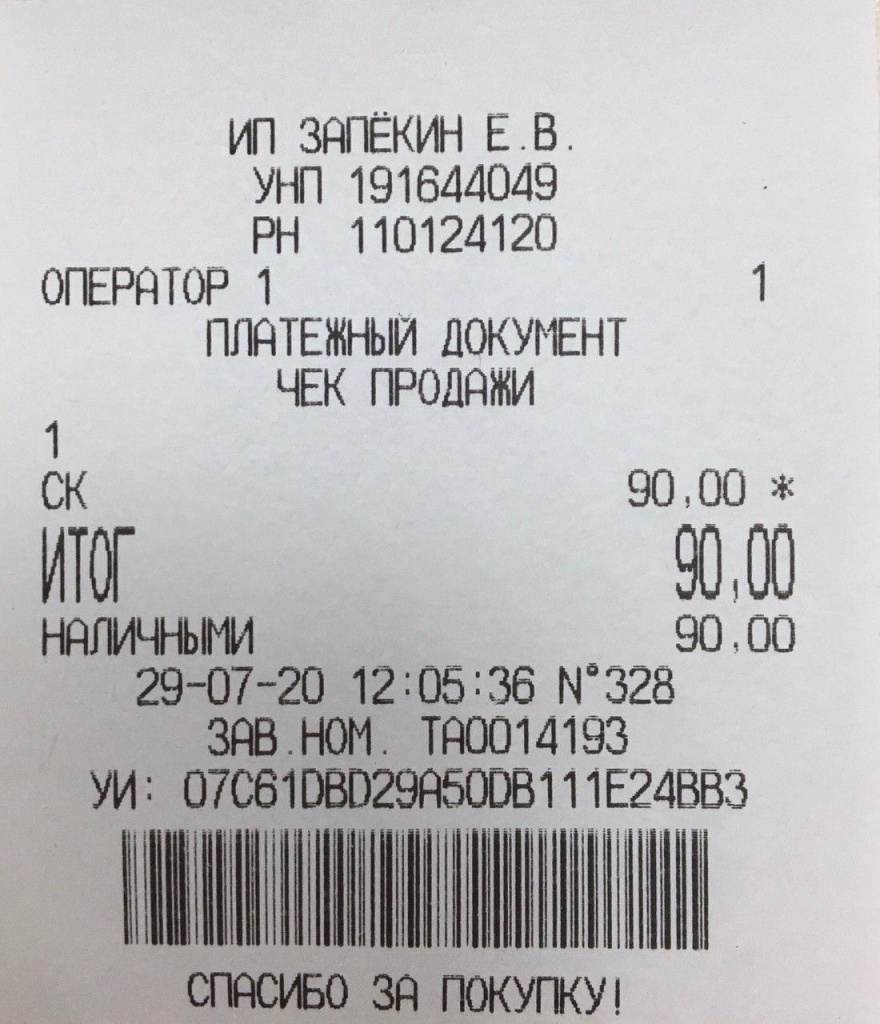 ИП ЗАПЁКИН Е.В.
УНП 191644049
РН 110124120
ОПЕРАТОР 1 1
ПЛАТЕЖНЫЙ ДОКУМЕНТ
ЧЕК ПРОДАЖИ
1
СК 90,00 *
ИТОГ 90,00
НАЛИЧНЫМИ 90,00
29-07-20 12:05:36 N°328
ЗАВ.НОМ. ТА0014193
УИ: 07C61DBD29A50DB111E24BB3
СПАСИБО ЗА ПОКУПКУ!